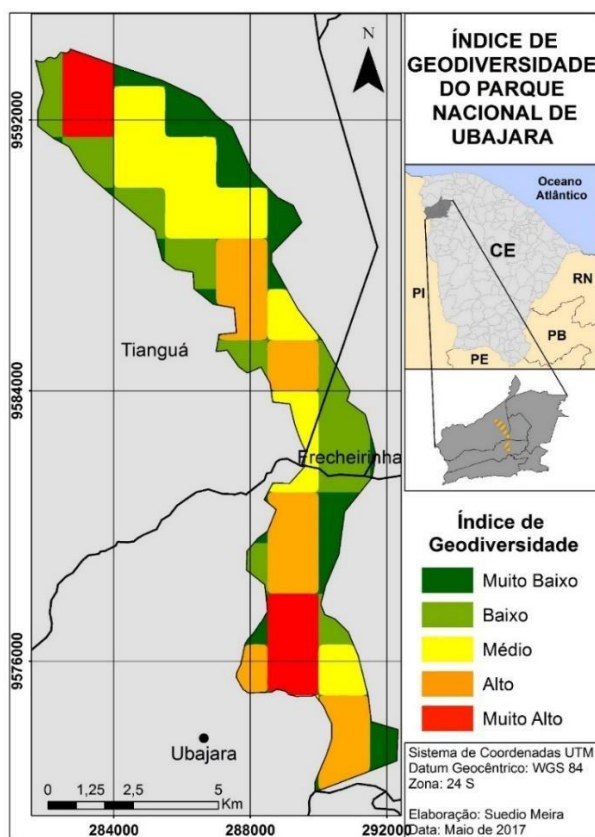 ÍNDICE DE
GEODIVERSIDADE
DO PARQUE
NACIONAL DE
UBAJARA
N
9592000
9584000
9576000
Tianguá
Frecheirinha
Ubajara
0 1,25 2,5 5
Km
284000 288000 292000
Oceano
Atlântico
CE
RN
PI
PB
PE
Índice de
Geodiversidade
Muito Baixo
Baixo
Médio
Alto
Muito Alto
Sistema de Coordenadas UTM
Datum Geocêntrico: WGS 84
Zona: 24 S
Elaboração: Suedio Meira
Data: Maio de 2017